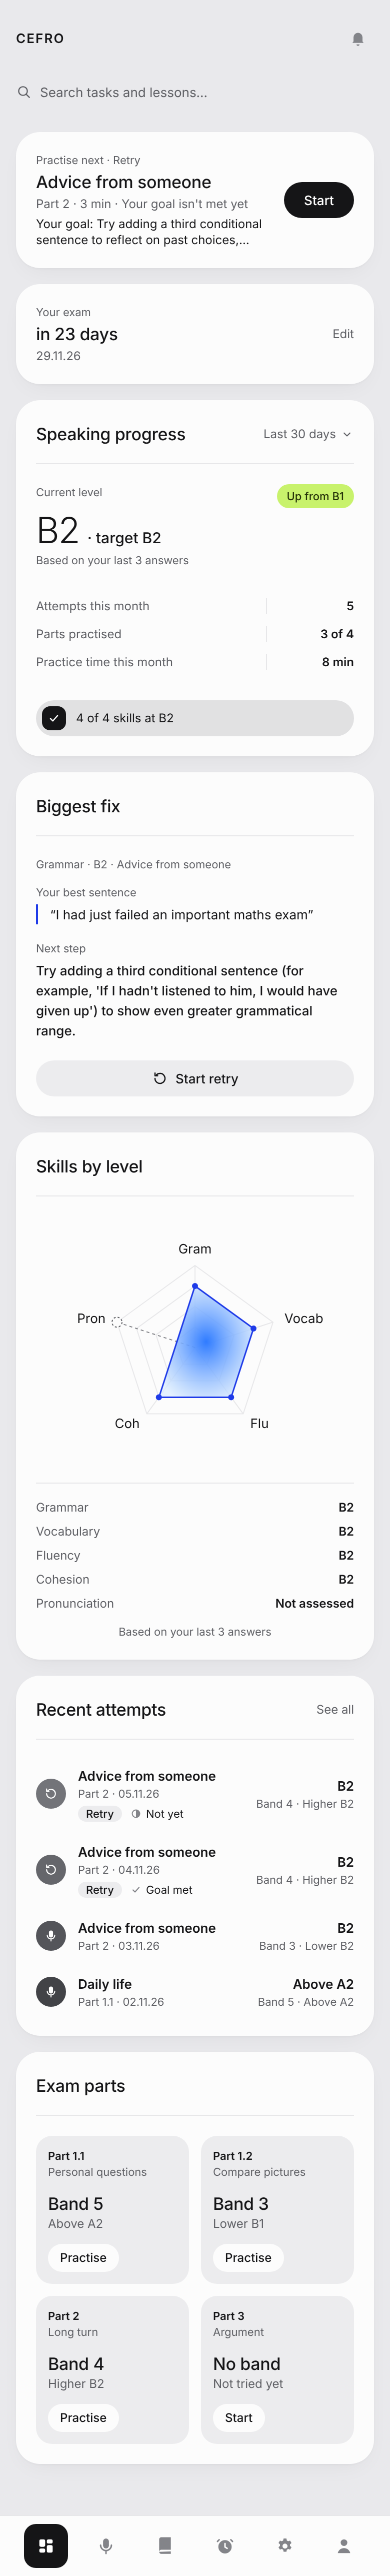 CEFRO
Search tasks and lessons...
Practise next · Retry
Advice from someone
Part 2 · 3 min · Your goal isn't met yet
Your goal: Try adding a third conditional
sentence to reflect on past choices,...
Start
Your exam
in 23 days
29.11.26
Edit
Speaking progress
Last 30 days
Current level
Up from B1
B2 · target B2
Based on your last 3 answers
Attempts this month 5
Parts practised 3 of 4
Practice time this month 8 min
4 of 4 skills at B2
Biggest fix
Grammar · B2 · Advice from someone
Your best sentence
“I had just failed an important maths exam”
Next step
Try adding a third conditional sentence (for
example, 'If I hadn't listened to him, I would have
given up') to show even greater grammatical
range.
Start retry
Skills by level
Gram
Pron
Vocab
Coh
Flu
Grammar B2
Vocabulary B2
Fluency B2
Cohesion B2
Pronunciation Not assessed
Based on your last 3 answers
Recent attempts
See all
Advice from someone
Part 2 · 05.11.26
Retry Not yet
B2
Band 4 · Higher B2
Advice from someone
Part 2 · 04.11.26
Retry Goal met
B2
Band 4 · Higher B2
Advice from someone
Part 2 · 03.11.26
B2
Band 3 · Lower B2
Daily life
Part 1.1 · 02.11.26
Above A2
Band 5 · Above A2
Exam parts
Part 1.1
Personal questions
Band 5
Above A2
Practise
Part 1.2
Compare pictures
Band 3
Lower B1
Practise
Part 2
Long turn
Band 4
Higher B2
Practise
Part 3
Argument
No band
Not tried yet
Start